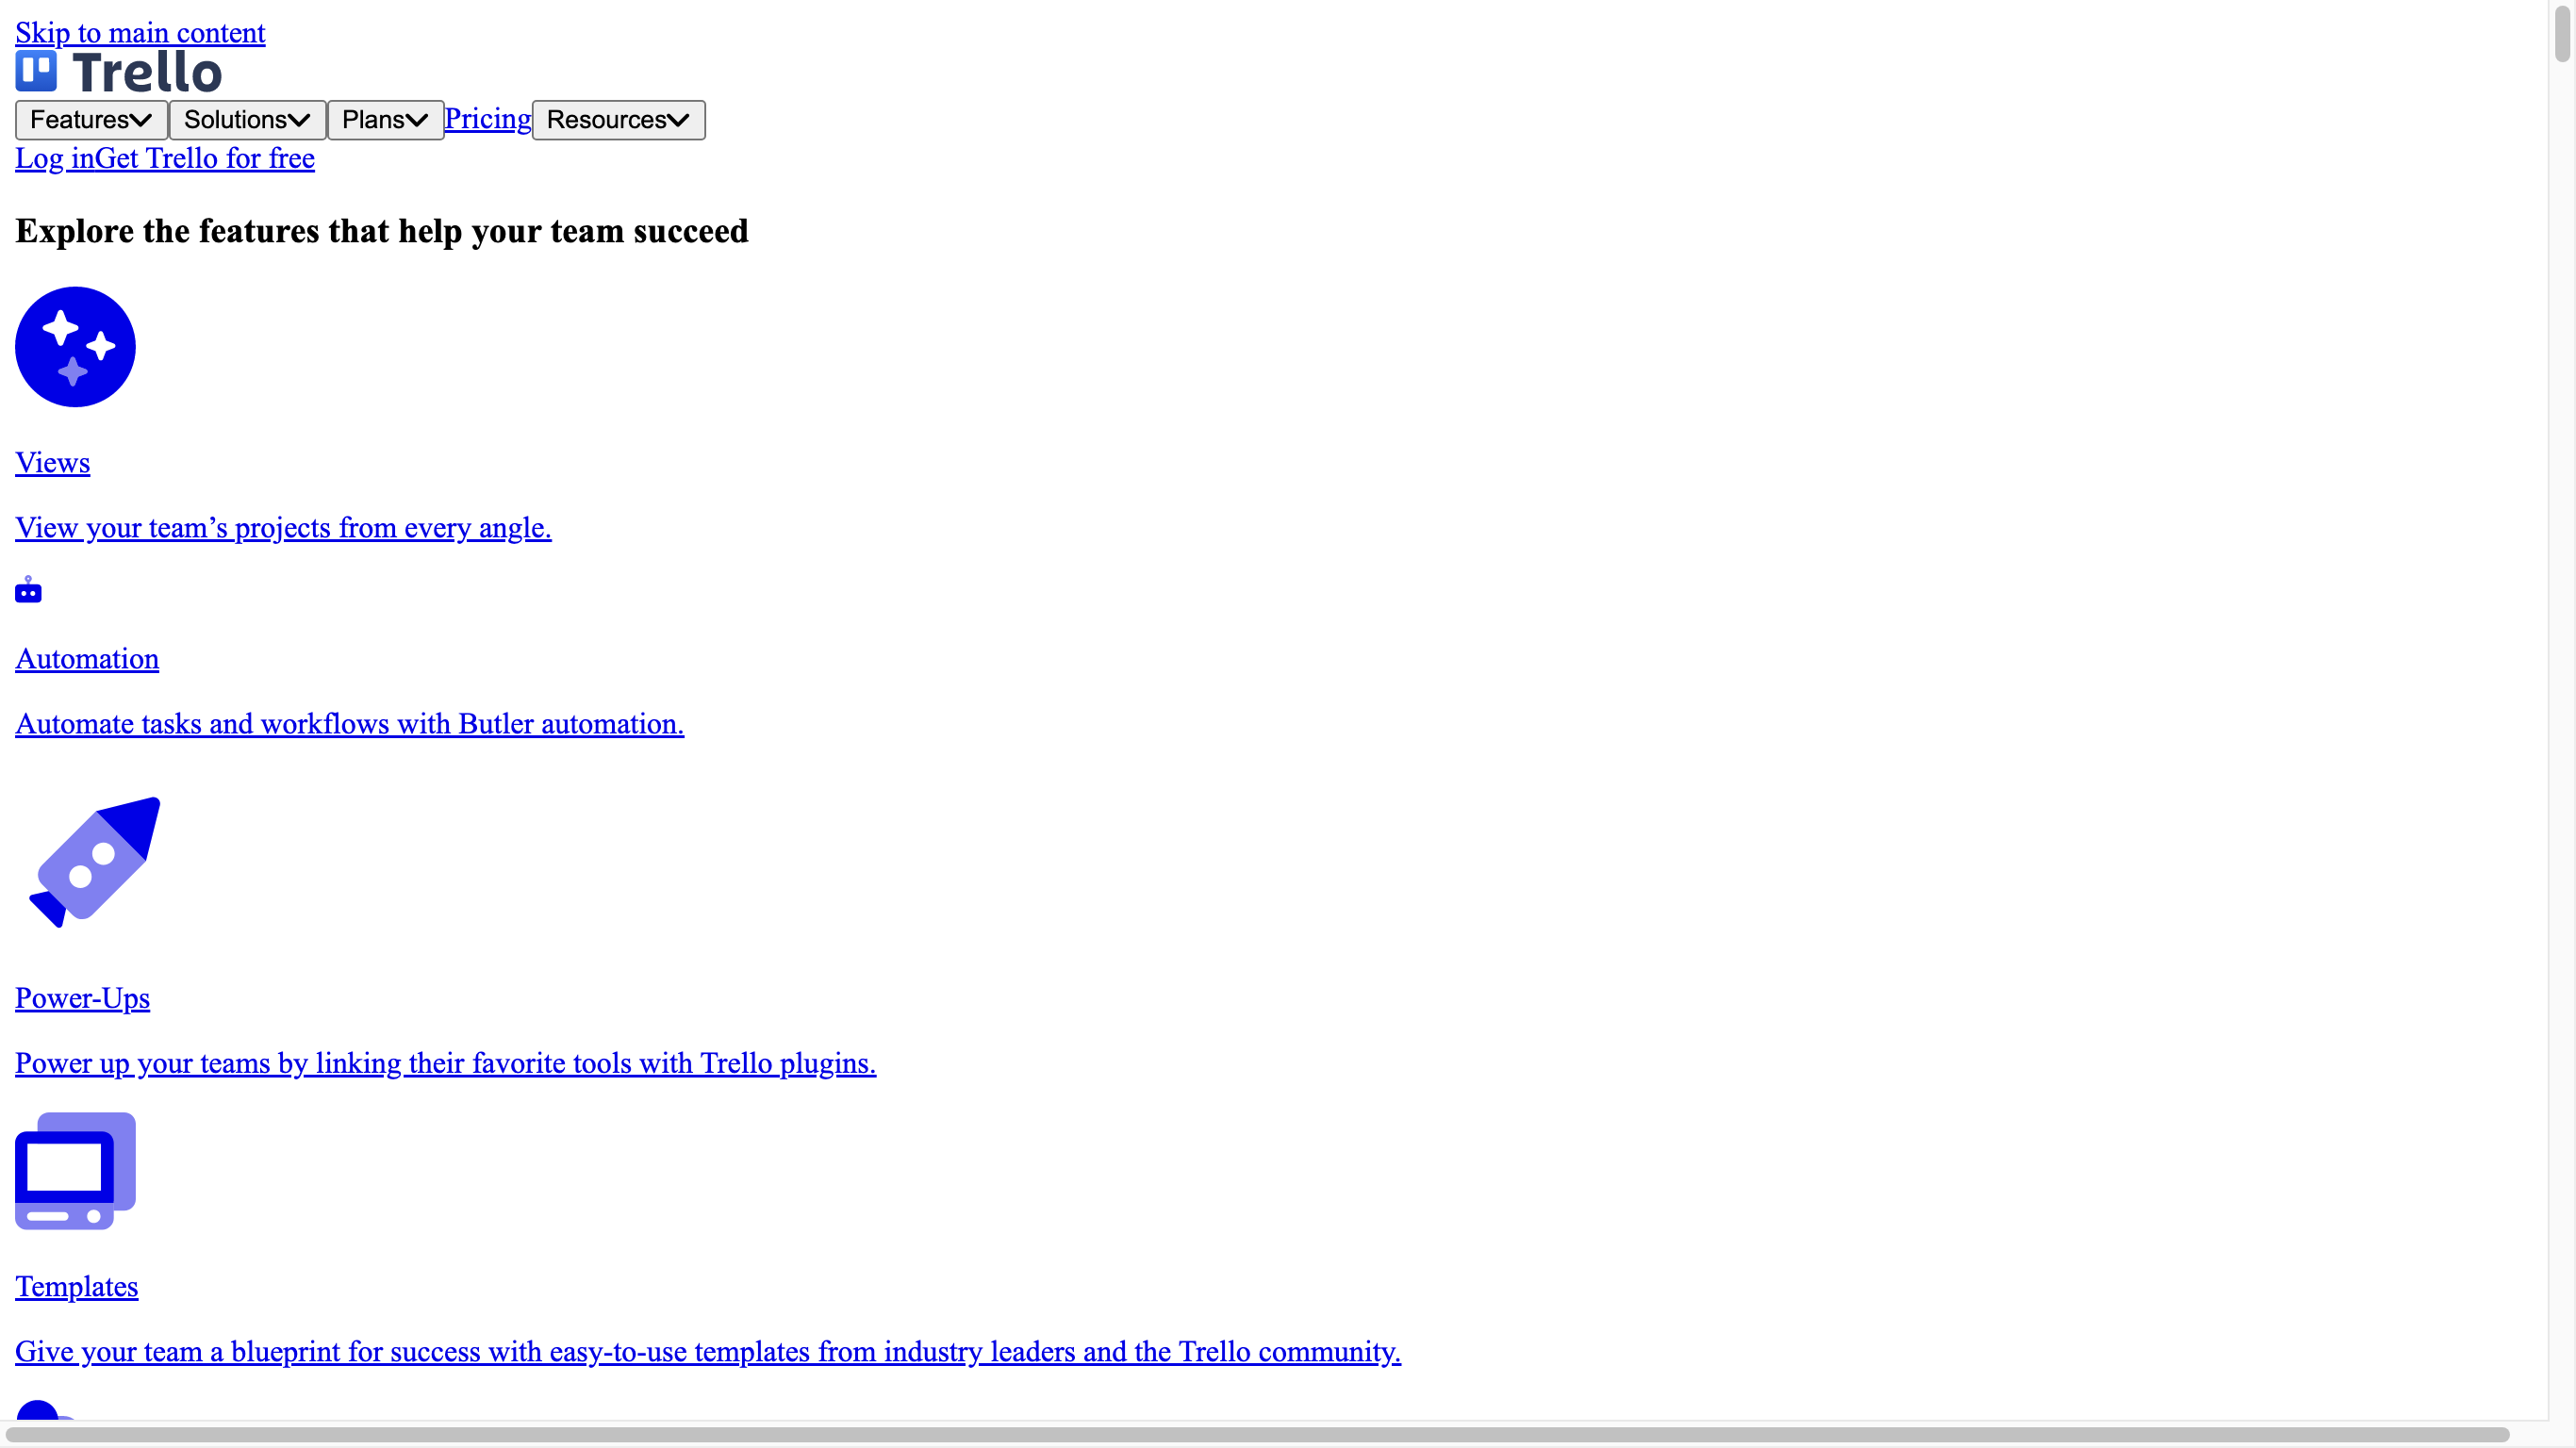 Skip to main content
Trello
Features Solutions Plans Pricing Resources
Log inGet Trello for free
Explore the features that help your team succeed
Views
View your team’s projects from every angle.
Automation
Automate tasks and workflows with Butler automation.
Power-Ups
Power up your teams by linking their favorite tools with Trello plugins.
Templates
Give your team a blueprint for success with easy-to-use templates from industry leaders and the Trello community.